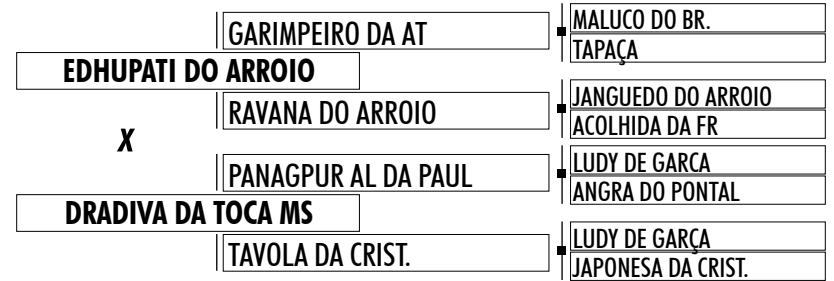 GARIMPEIRO DA AT
MALUCO DO BR.
TAPAÇA
EDHUPATI DO ARROIO
RAVANA DO ARROIO
JANGUEDO DO ARROIO
ACOLHIDA DA FR
X
PANAGPUR AL DA PAUL
LUDY DE GARCA
ANGRA DO PONTAL
DRADIVA DA TOCA MS
TAVOLA DA CRIST.
LUDY DE GARÇA
JAPONESA DA CRIST.